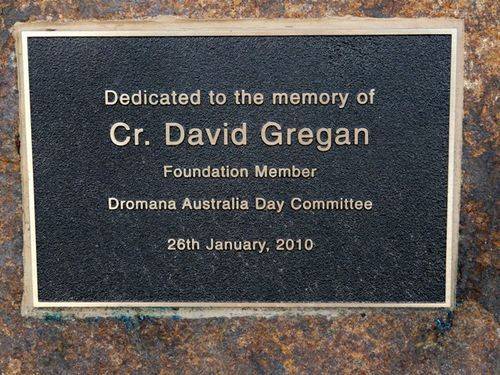 Dedicated to the memory of
Cr. David Gregan
Foundation Member
Dromana Australia Day Committee
26th January, 2010